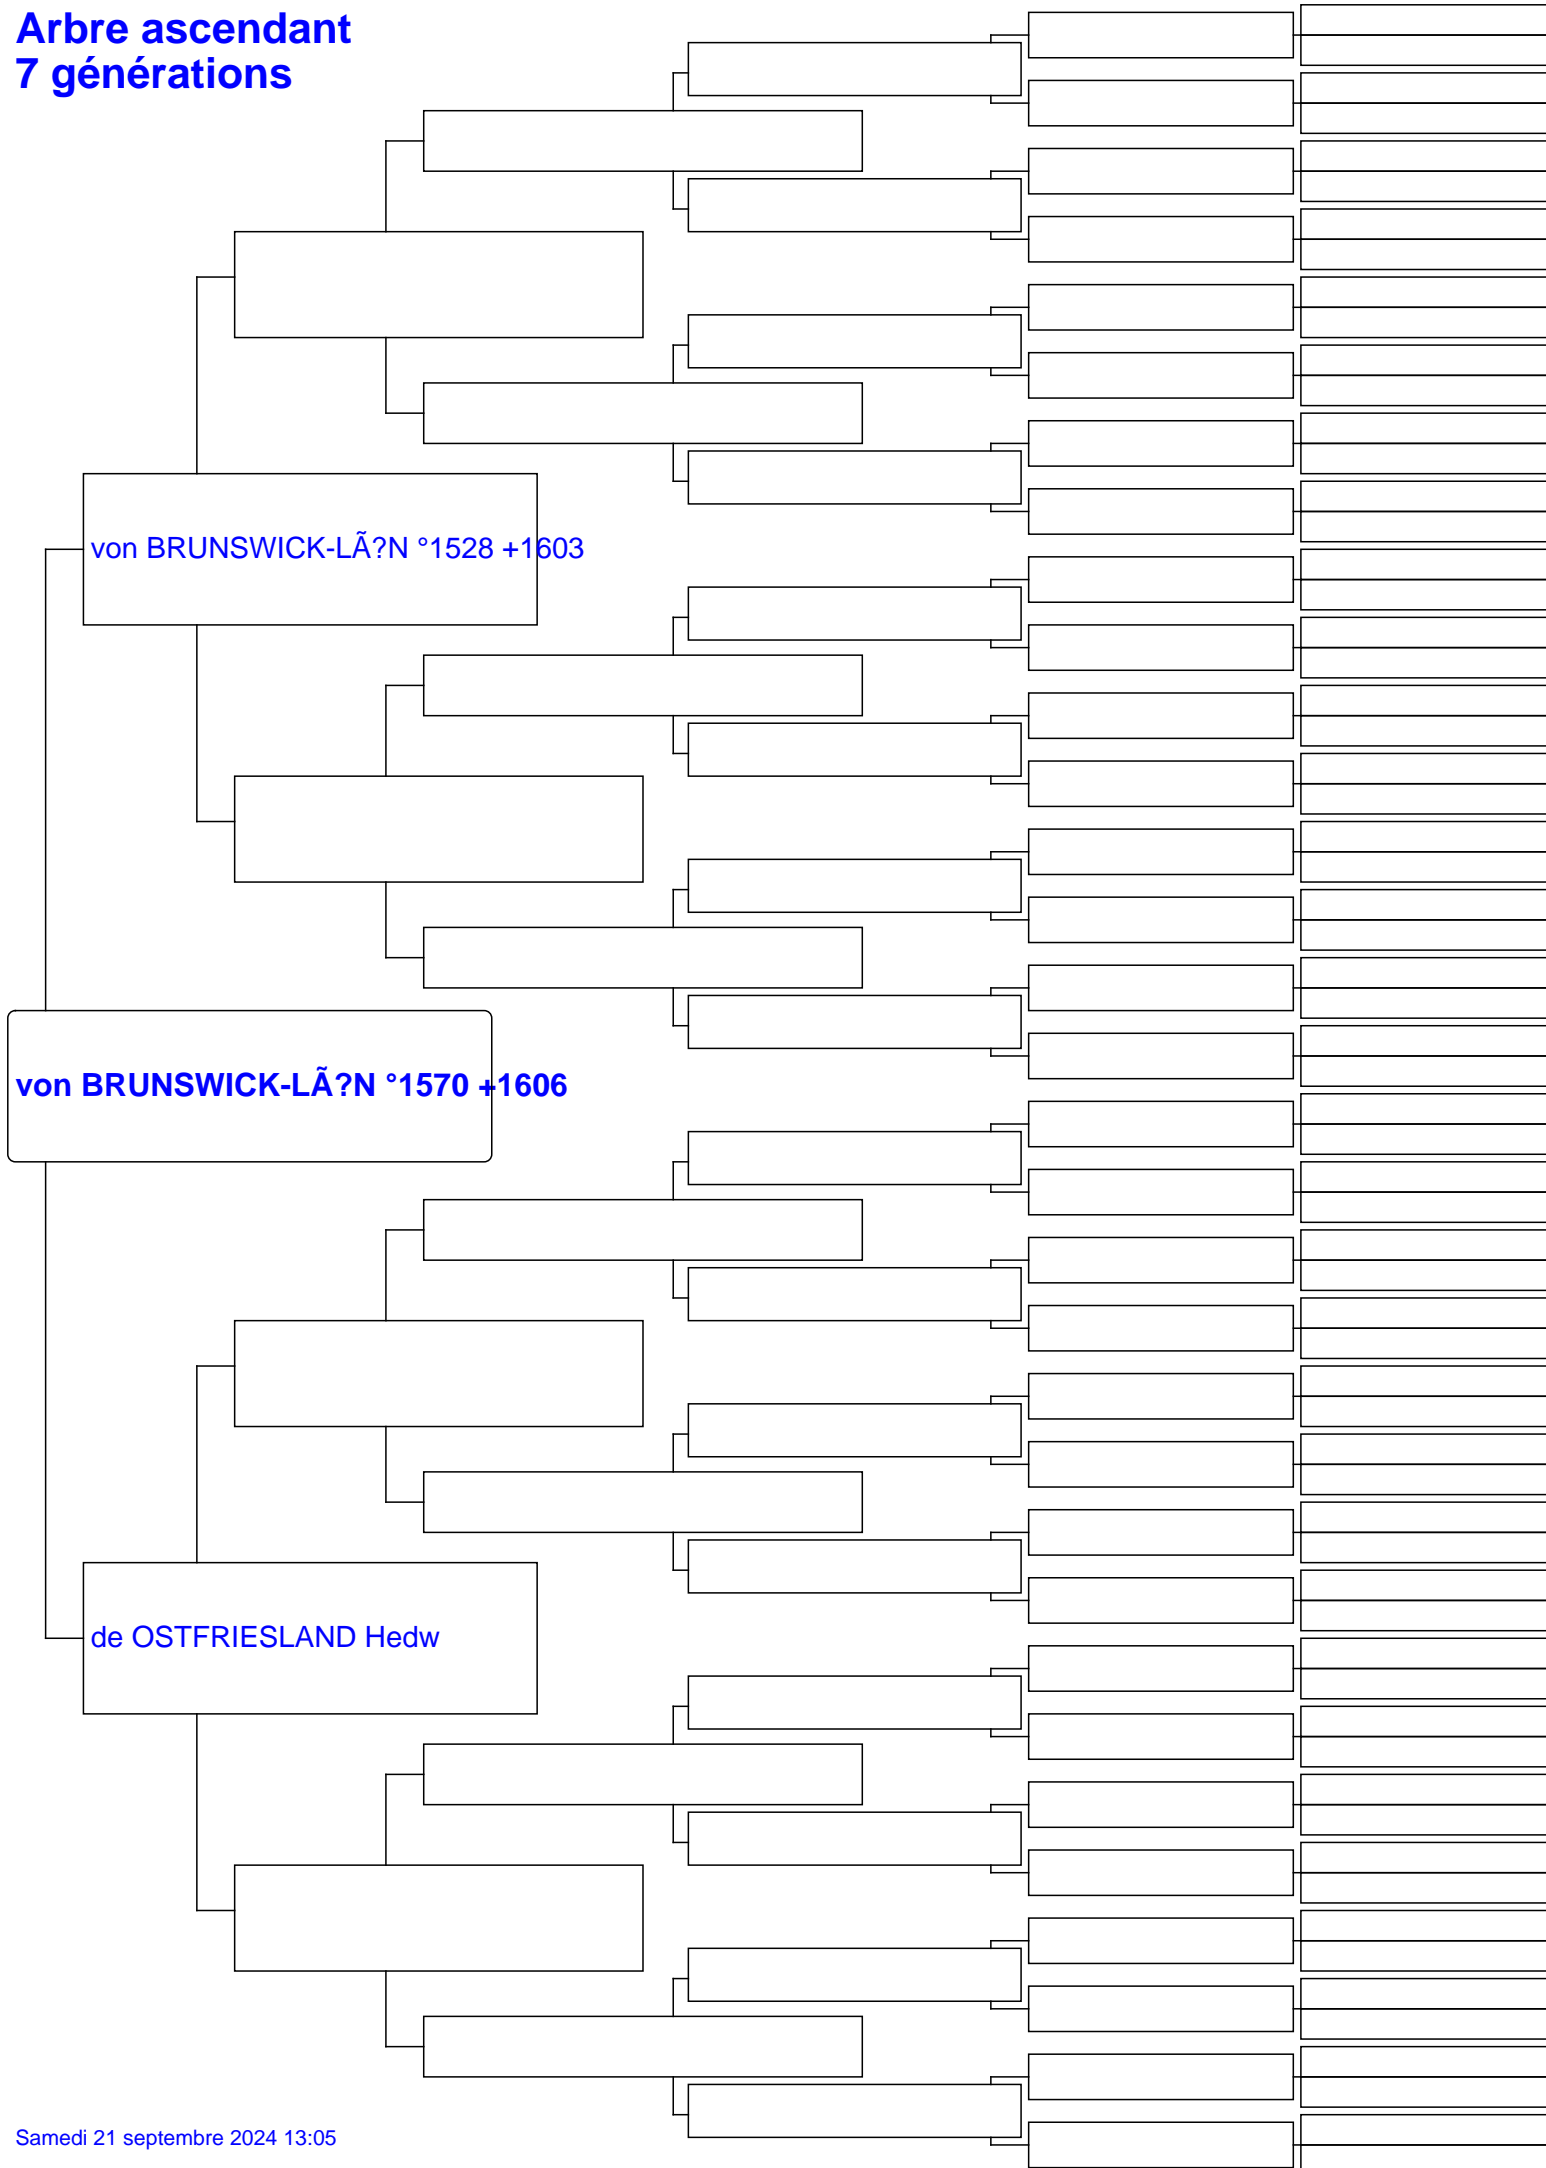 Arbre ascendant
7 générations
von BRUNSWICK-LÃ?N °1528 +1603
von BRUNSWICK-LÃ?N °1570 +1606
de OSTFRIESLAND Hedw
Samedi 21 septembre 2024 13:05